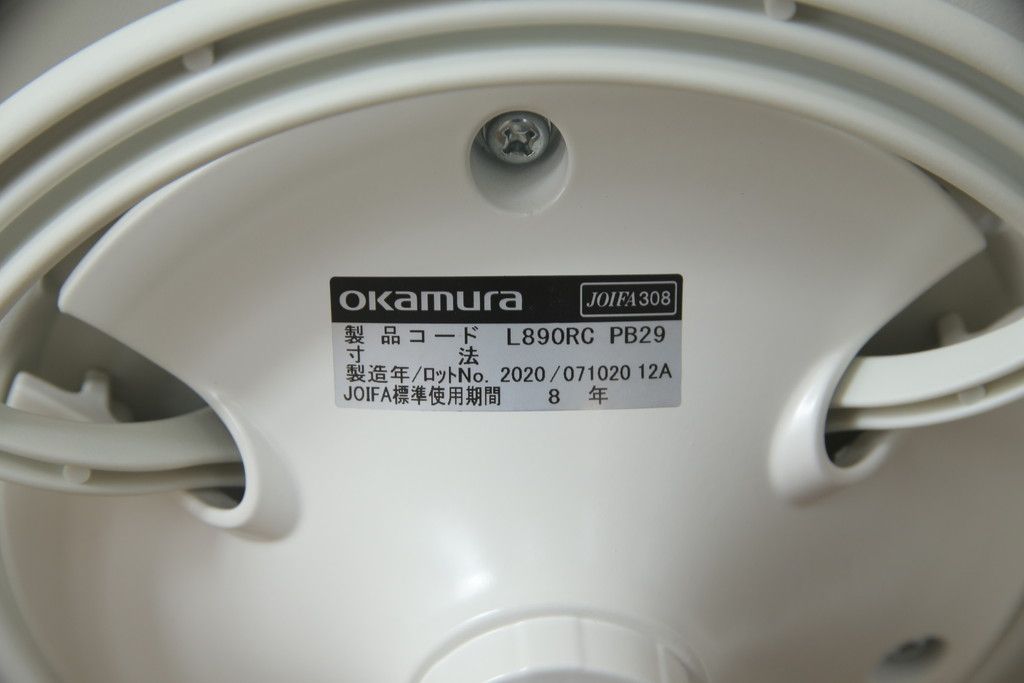 okamura JOIFA308
製品コード L890RC PB29
寸法
製造年/ロットNo. 2020/071020 12A
JOIFA標準使用期間 8 年